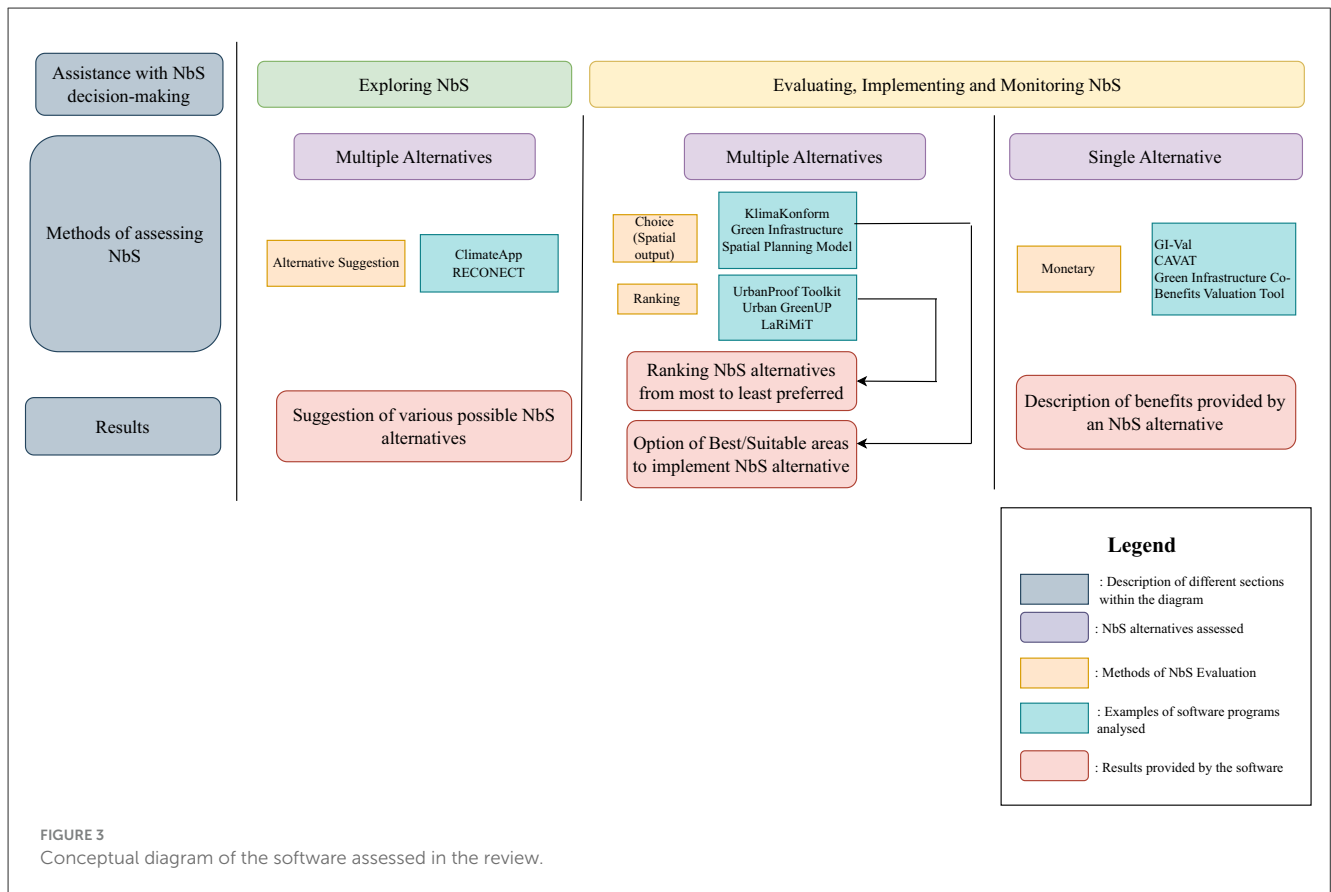 Assistance with NbS
decision-making
Exploring NbS
Evaluating, Implementing and Monitoring NbS
Methods of assessing
NbS
Multiple Alternatives
Alternative Suggestion
ClimateApp
RECONECT
Multiple Alternatives
Choice
(Spatial
output)
KlimaKonform
Green Infrastructure
Spatial Planning Model
Ranking
UrbanProof Toolkit
Urban GreenUP
LaRiMiT
Single Alternative
Monetary
GI-Val
CAVAT
Green Infrastructure Co-
Benefits Valuation Tool
Results
Suggestion of various possible NbS
alternatives
Ranking NbS alternatives
from most to least preferred
Option of Best/Suitable areas
to implement NbS alternative
Description of benefits provided by
an NbS alternative
Legend
: Description of different sections
within the diagram
: NbS alternatives assessed
: Methods of NbS Evaluation
: Examples of software programs
analysed
: Results provided by the software
FIGURE 3
Conceptual diagram of the software assessed in the review.